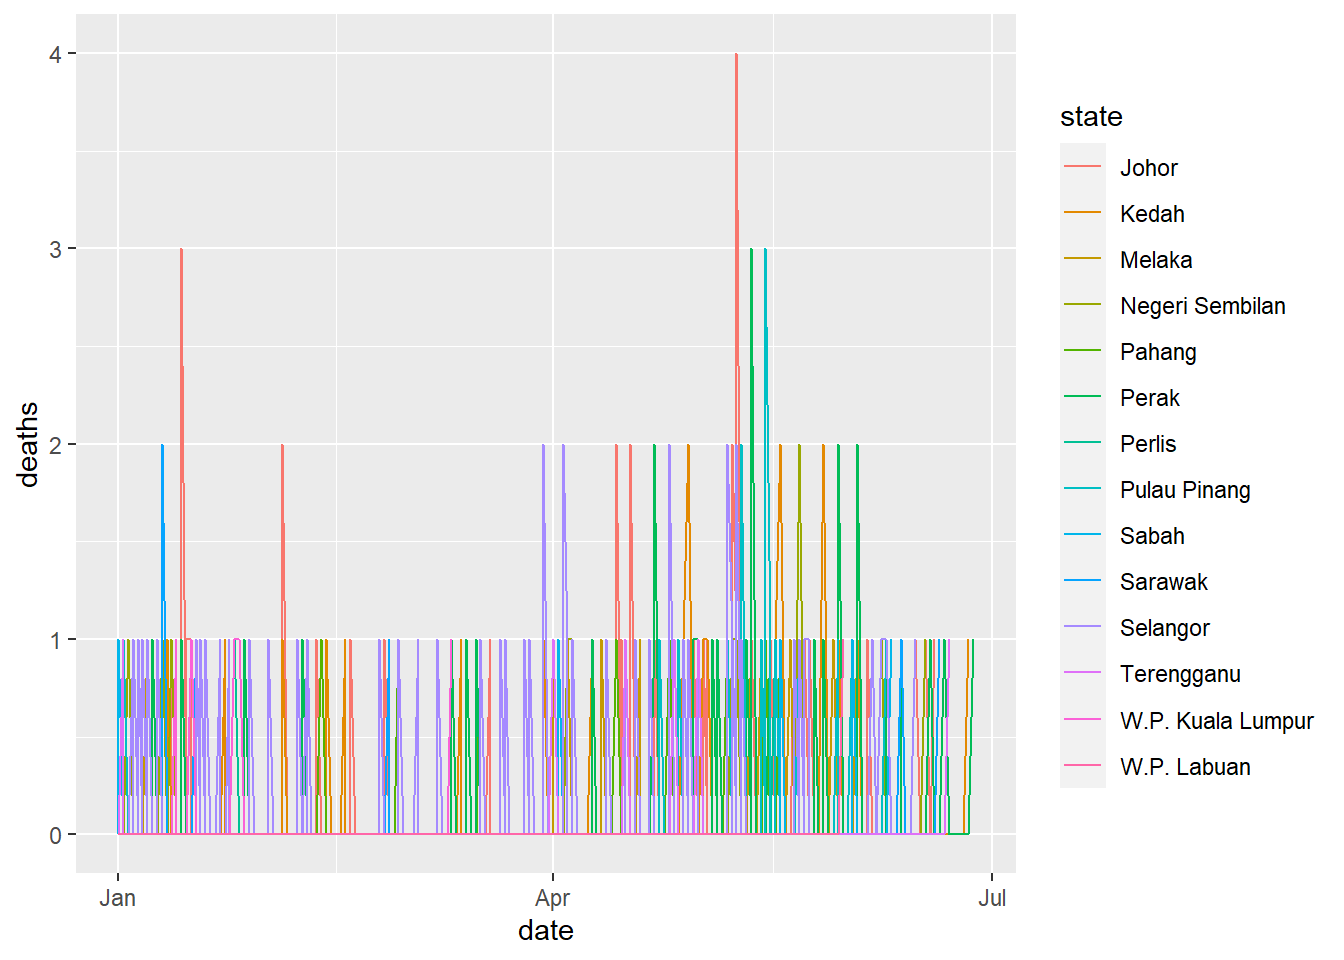 4
3
2
1
0
deaths
Jan
Apr
Jul
date
state
Johor
Kedah
Melaka
Negeri Sembilan
Pahang
Perak
Perlis
Pulau Pinang
Sabah
Sarawak
Selangor
Terengganu
W.P. Kuala Lumpur
W.P. Labuan